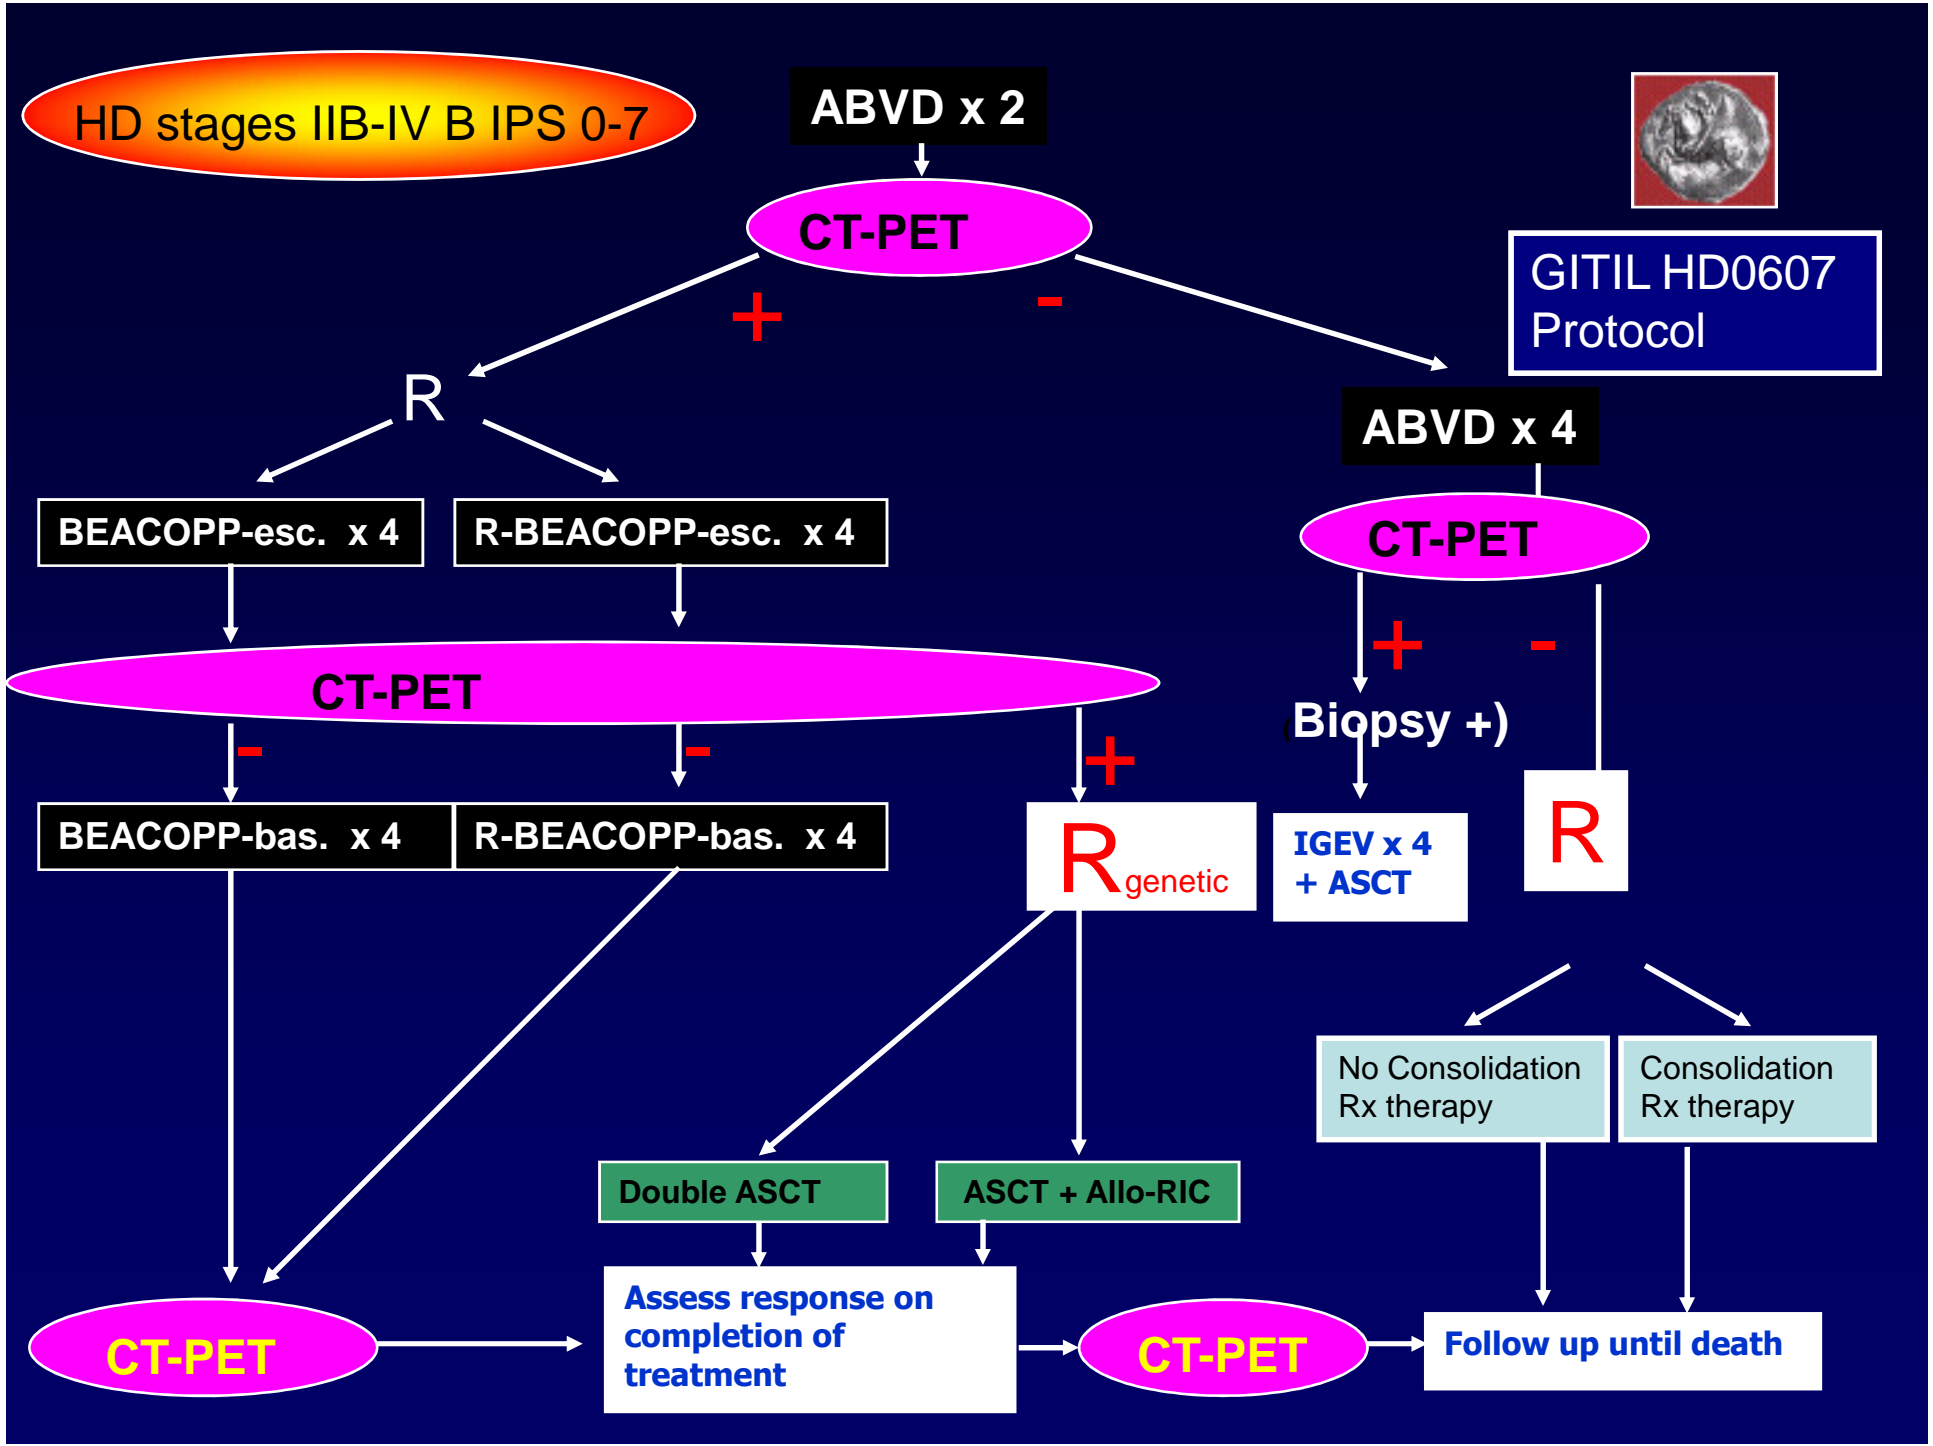 HD stages IIB-IV B IPS 0-7
ABVD x 2
CT-PET
GITIL HD0607
Protocol
+
-
R
ABVD x 4
BEACOPP-esc. x 4
R-BEACOPP-esc. x 4
CT-PET
+
-
CT-PET
(Biopsy +)
-
-
+
BEACOPP-bas. x 4
R-BEACOPP-bas. x 4
R genetic
IGEV x 4
+ ASCT
R
No Consolidation
Rx therapy
Consolidation
Rx therapy
Double ASCT
ASCT + Allo-RIC
Assess response on
completion of
treatment
CT-PET
CT-PET
Follow up until death